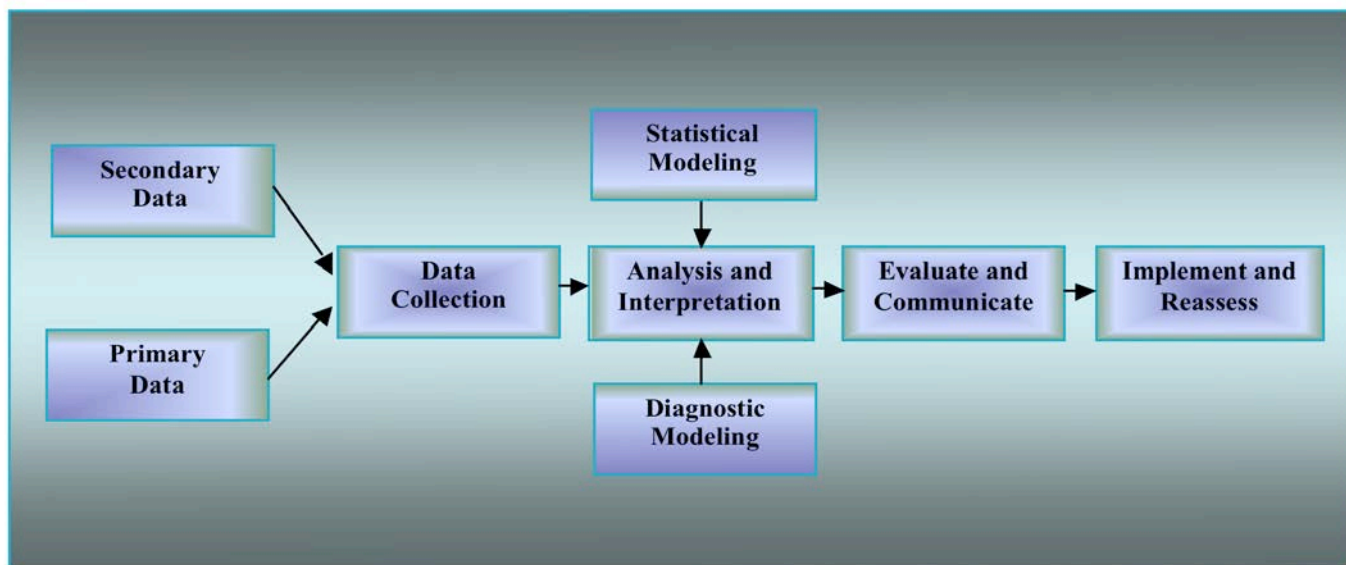 Statistical
Modeling
Secondary
Data
Data
Collection
Analysis and
Interpretation
Evaluate and
Communicate
Implement and
Reassess
Primary
Data
Diagnostic
Modeling